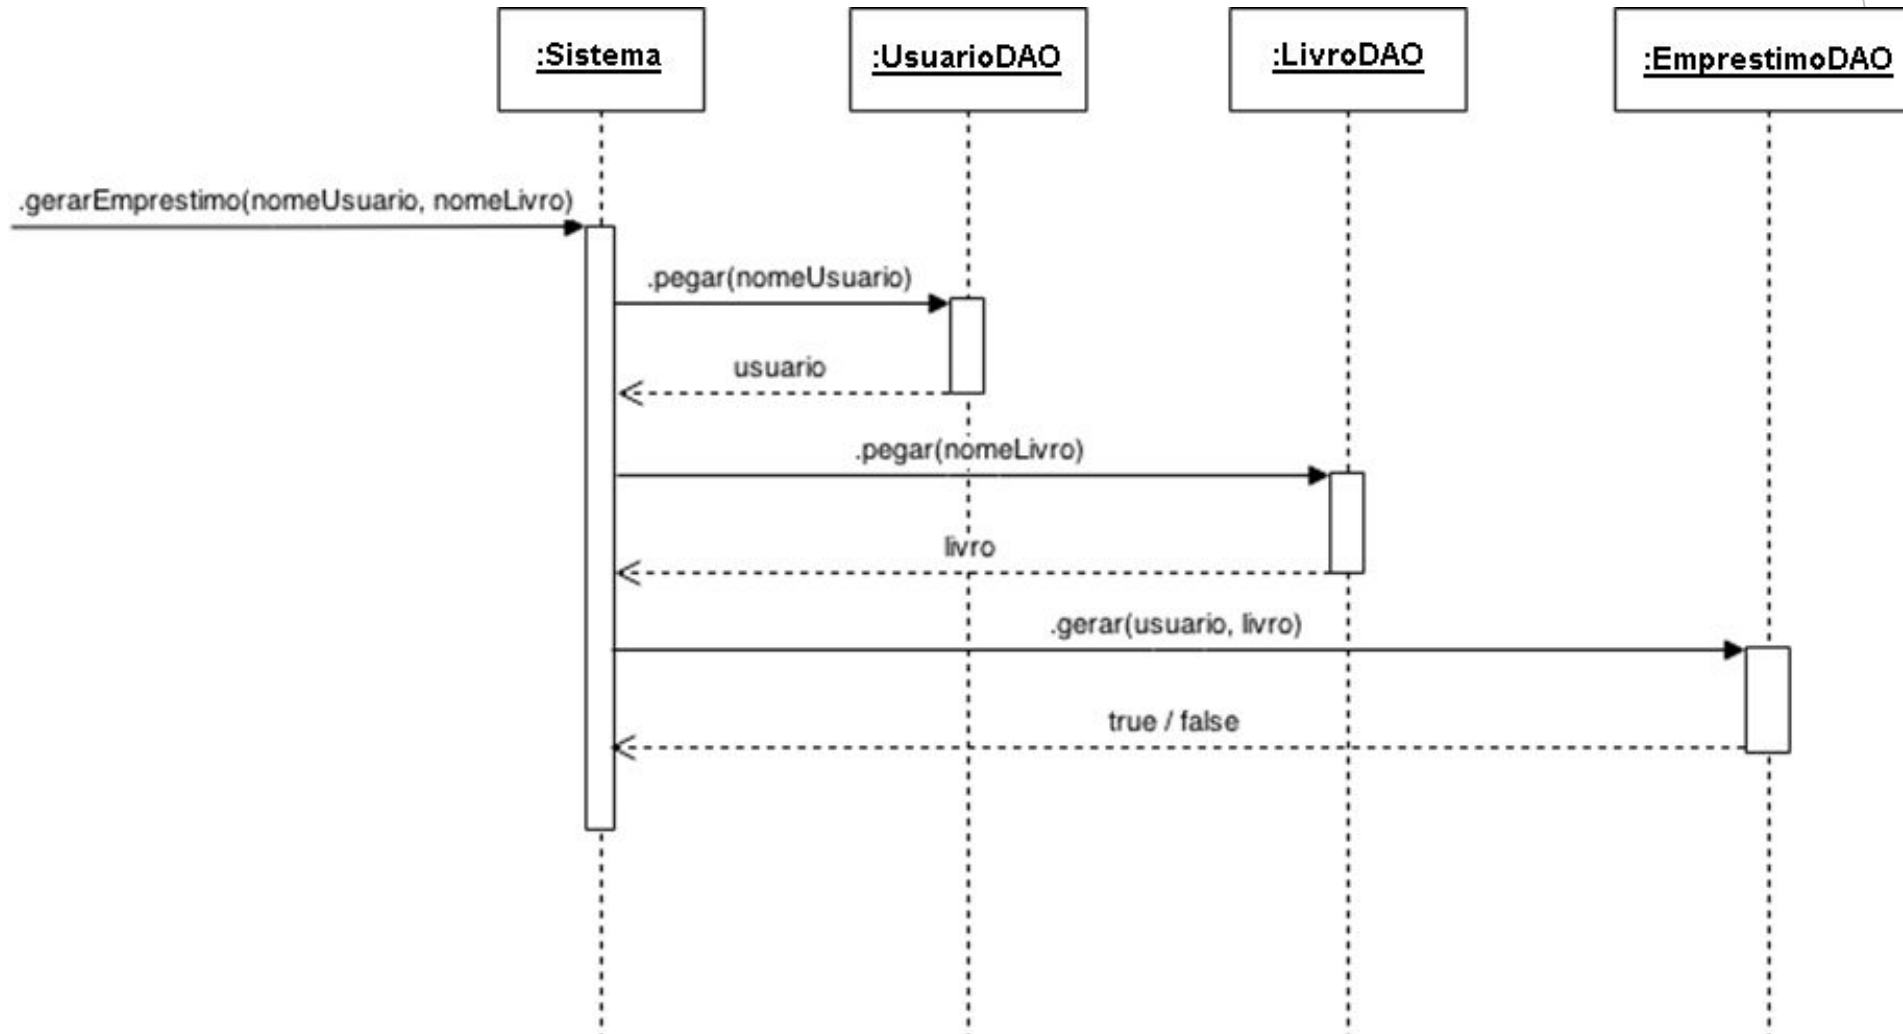 :Sistema
:UsuarioDAO
:LivroDAO
:EmprestimoDAO
.gerarEmprestimo(nomeUsuario, nomeLivro)
.pegar(nomeUsuario)
usuario
.pegar(nomeLivro)
livro
.gerar(usuario, livro)
true / false